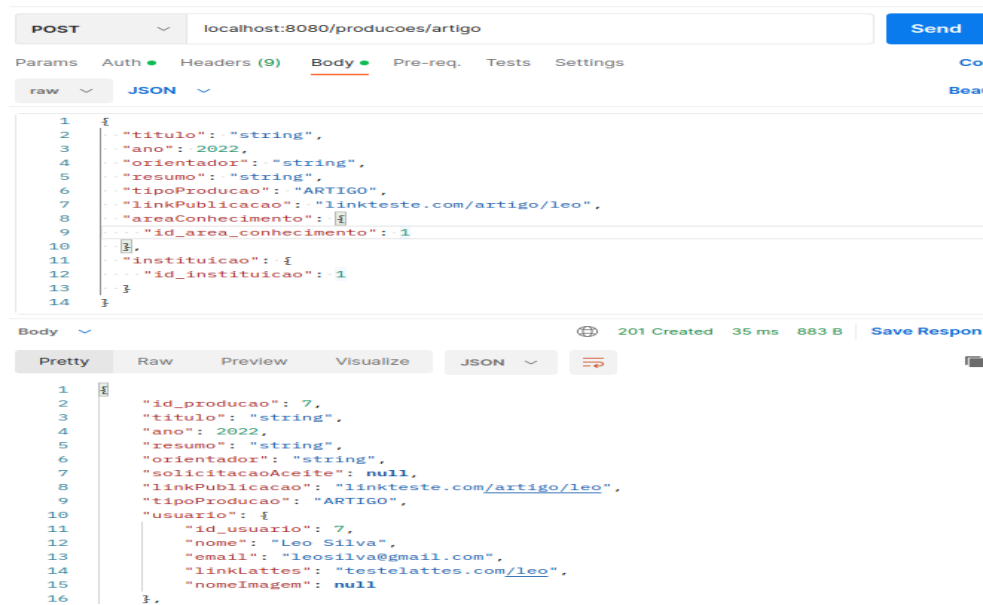 POST localhost:8080/producoes/artigo Send
Params Auth Headers (9) Body Pre-req. Tests Settings Co
raw JSON Beau
1 {
2 "titulo": "string",
3 "ano": 2022,
4 "orientador": "string",
5 "resumo": "string",
6 "tipoProducao": "ARTIGO",
7 "linkPublicacao": "linkteste.com/artigo/leo",
8 "areaConhecimento": {
9 "id_area_conhecimento": 1
10 },
11 "instituicao": {
12 "id_instituicao": 1
13 }
14 }
Body 201 Created 35 ms 883 B Save Respon
Pretty Raw Preview Visualize JSON
1 {
2 "id_producao": 7,
3 "titulo": "string",
4 "ano": 2022,
5 "resumo": "string",
6 "orientador": "string",
7 "solicitacaoAceite": null,
8 "linkPublicacao": "linkteste.com/artigo/leo",
9 "tipoProducao": "ARTIGO",
10 "usuario": {
11 "id_usuario": 7,
12 "nome": "Leo Silva",
13 "email": "leosilva@gmail.com",
14 "linkLattes": "testelattes.com/leo",
15 "nomeImagem": null
16 },